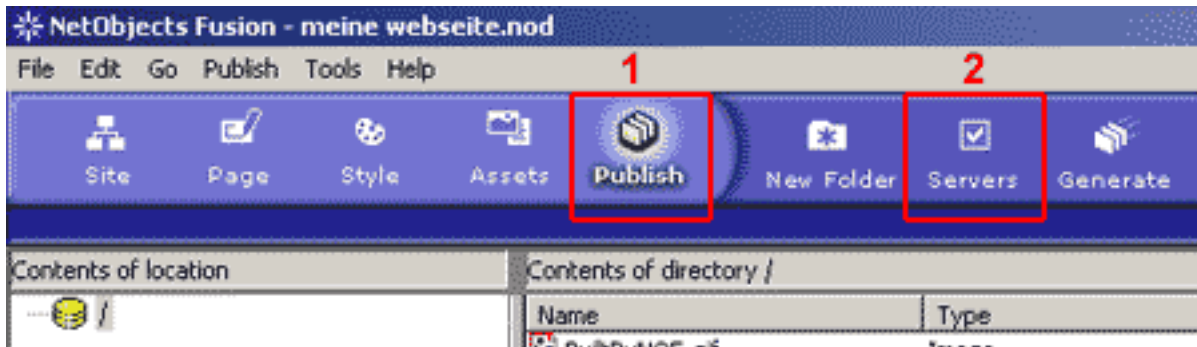 NetObjects Fusion - meine webseite.nod
File Edit Go Publish Tools Help
1 2
Site Page Style Assets Publish New Folder Servers Generate
Contents of location Contents of directory /
/ Name Type